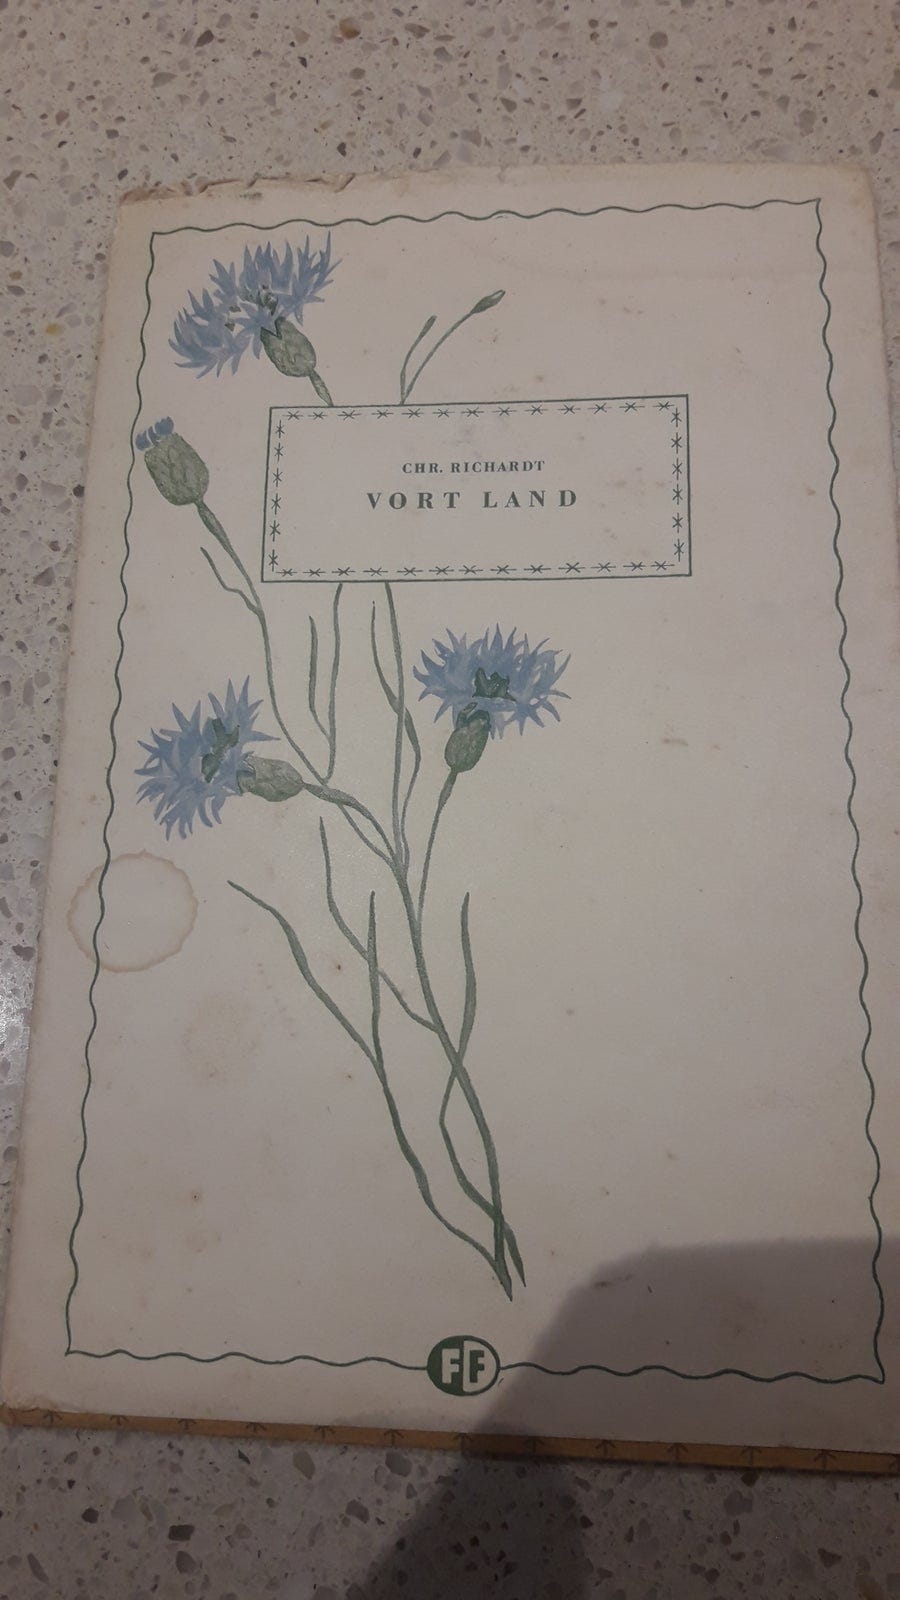 CHR. RICHARDT
VORT LAND
FF